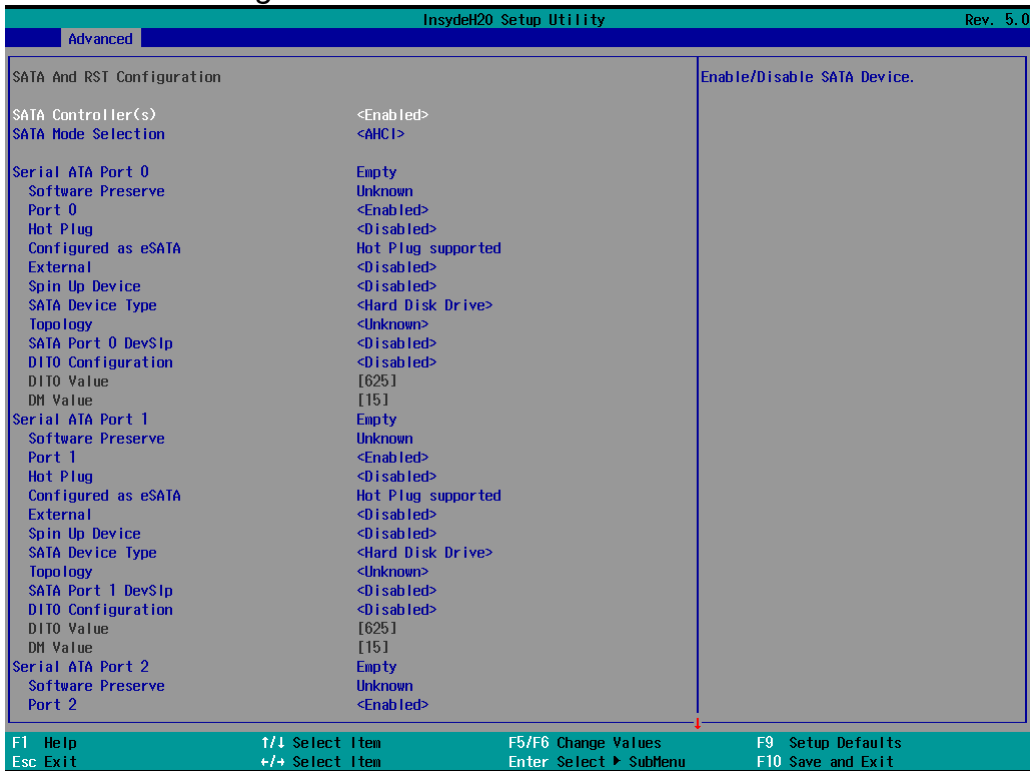 InsydeH20 Setup Utility Rev. 5.0
Advanced
SATA And RST Configuration
Enable/Disable SATA Device.
SATA Controller(s) <Enabled>
SATA Mode Selection <AHCI>
Serial ATA Port 0 Empty
Software Preserve Unknown
Port 0 <Enabled>
Hot Plug <Disabled>
Configured as eSATA Hot Plug supported
External <Disabled>
Spin Up Device <Disabled>
SATA Device Type <Hard Disk Drive>
Topology <Unknown>
SATA Port 0 DevSlp <Disabled>
DITO Configuration <Disabled>
DITO Value [625]
DM Value [15]
Serial ATA Port 1 Empty
Software Preserve Unknown
Port 1 <Enabled>
Hot Plug <Disabled>
Configured as eSATA Hot Plug supported
External <Disabled>
Spin Up Device <Disabled>
SATA Device Type <Hard Disk Drive>
Topology <Unknown>
SATA Port 1 DevSlp <Disabled>
DITO Configuration <Disabled>
DITO Value [625]
DM Value [15]
Serial ATA Port 2 Empty
Software Preserve Unknown
Port 2 <Enabled>
F1 Help ↑/↓ Select Item F5/F6 Change Values F9 Setup Defaults
Esc Exit ←/→ Select Item Enter Select ▶ SubMenu F10 Save and Exit